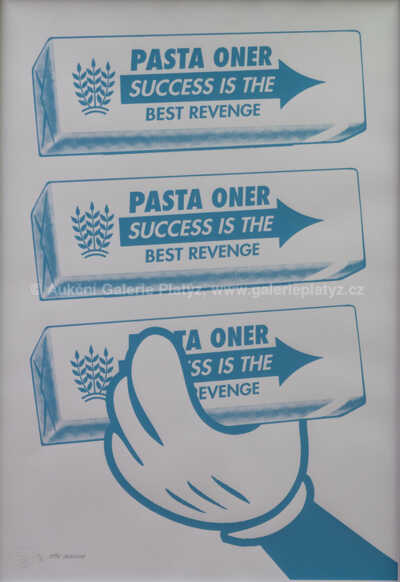 PASTA ONER
SUCCESS IS THE
BEST REVENGE
PASTA ONER
SUCCESS IS THE
BEST REVENGE
© Aukční Galerie Platýz, www.galerieplatyz.cz
TA ONER
SS IS THE
EVENGE